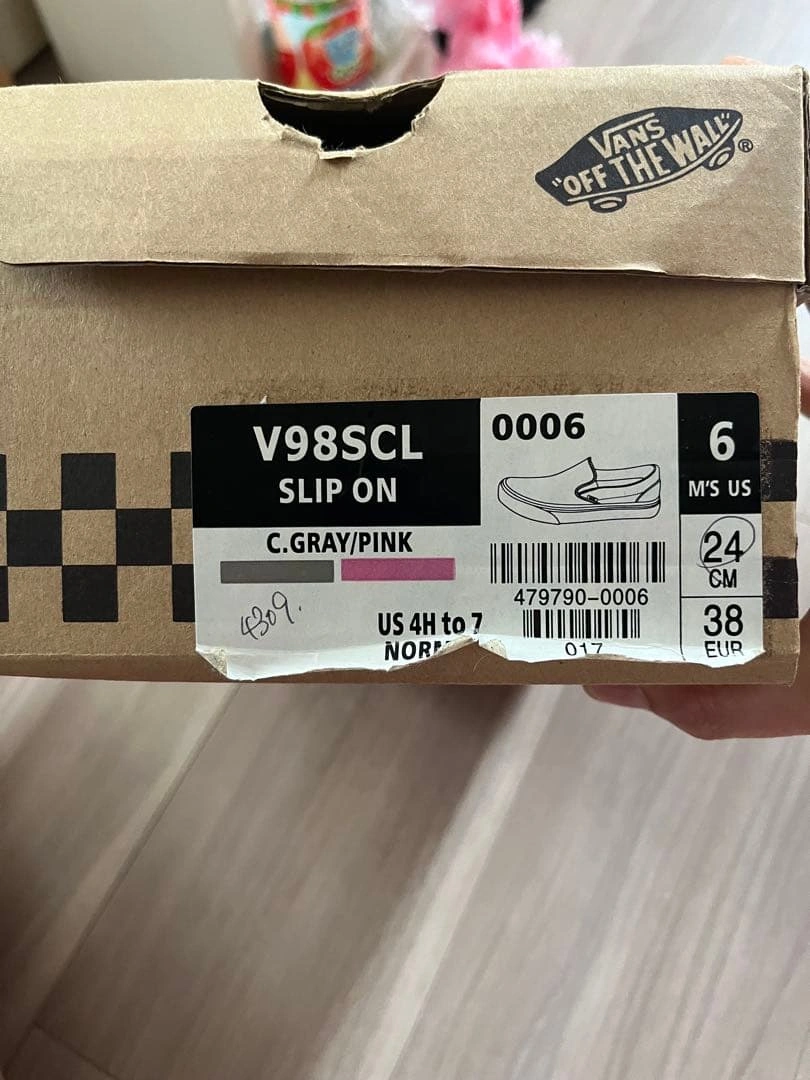 VANS
"OFF THE WALL"®
V98SCL
SLIP ON
0006
6
M'S US
C.GRAY/PINK
24
CM
479790-0006
4309.
US 4H to 7
38
EUR
017